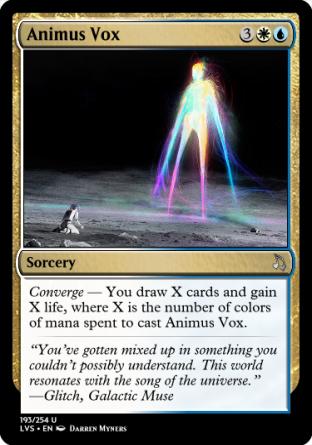 Animus Vox 3
Sorcery
Converge — You draw X cards and gain
X life, where X is the number of colors
of mana spent to cast Animus Vox.
“You’ve gotten mixed up in something you
couldn’t possibly understand. This world
resonates with the song of the universe.”
—Glitch, Galactic Muse
193/254 U
LVS • EN DARREN MYNERS